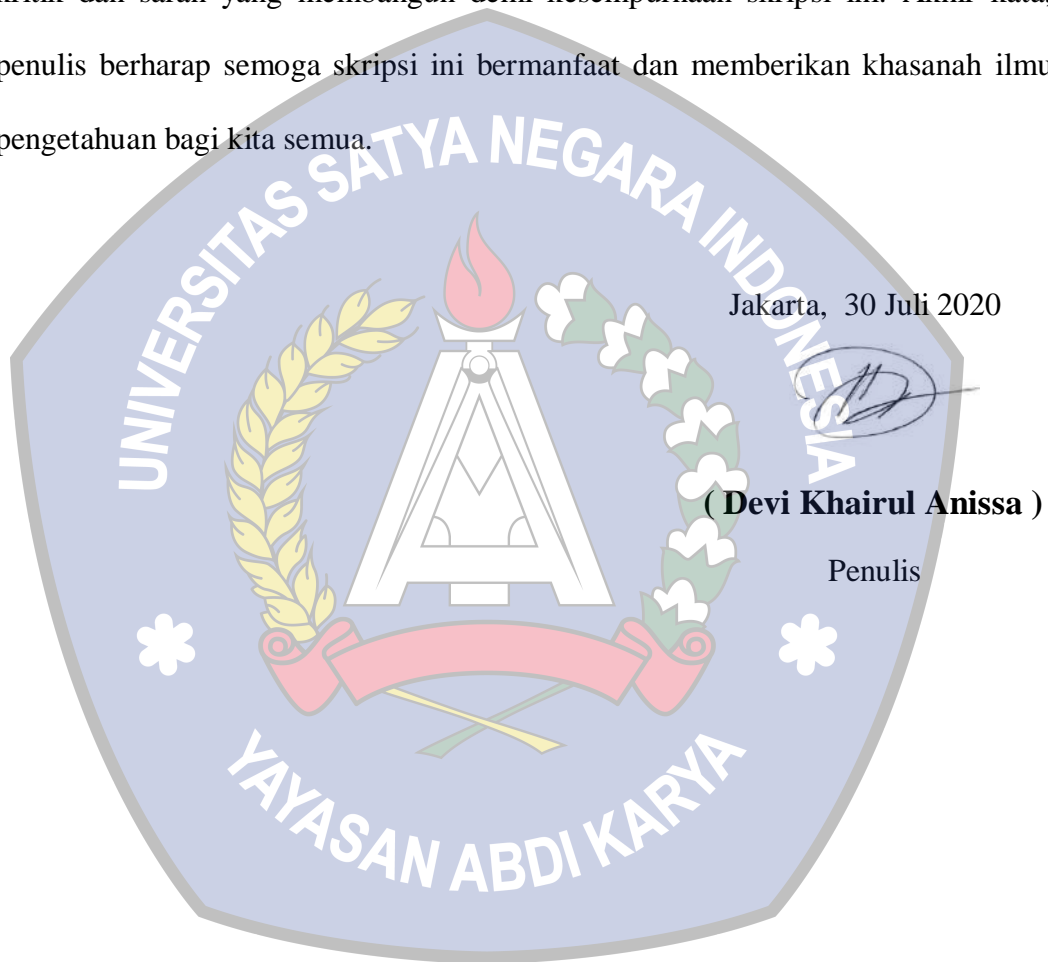 kritik dan saran yang membangun demi kesempurnaan skripsi ini. Akhir kata,
penulis berharap semoga skripsi ini bermanfaat dan memberikan khasanah ilmu
pengetahuan bagi kita semua.
UNIVERSITAS SATYA NEGARA INDONESIA
Jakarta, 30 Juli 2020
( Devi Khairul Anissa )
Penulis
YAYASAN ABDI KARYA